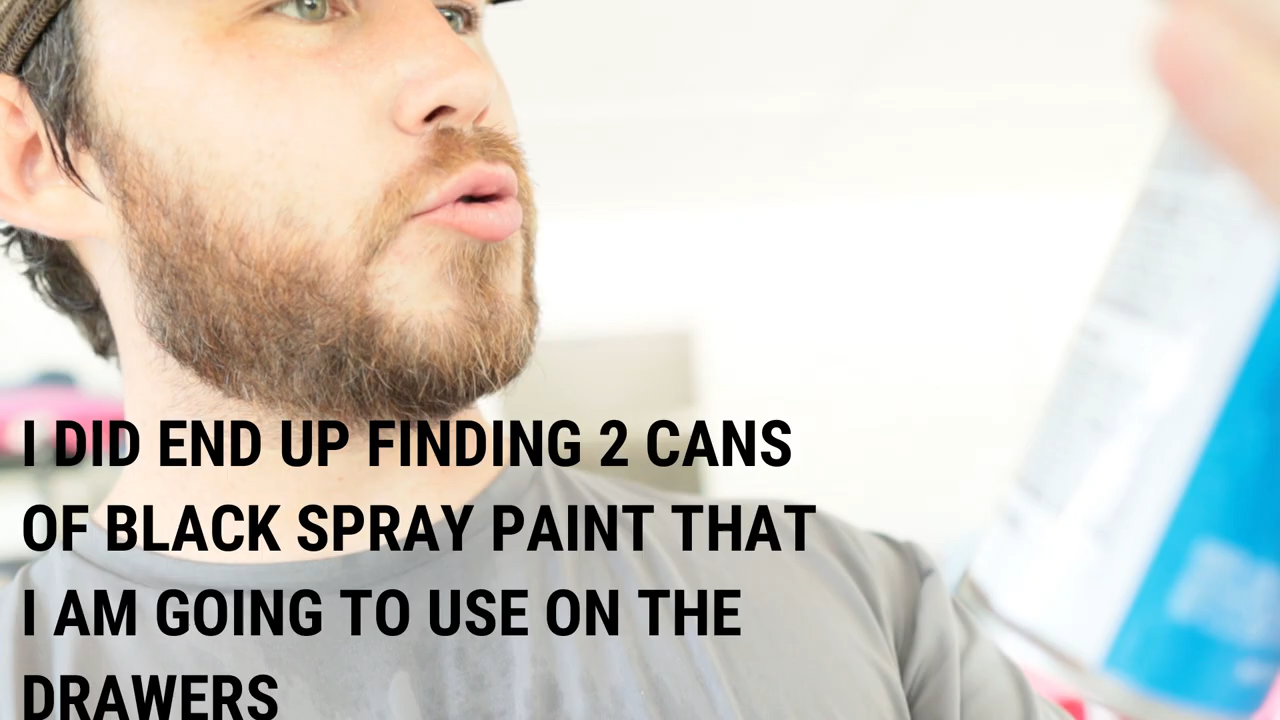 I DID END UP FINDING 2 CANS
OF BLACK SPRAY PAINT THAT
I AM GOING TO USE ON THE
DRAWERS